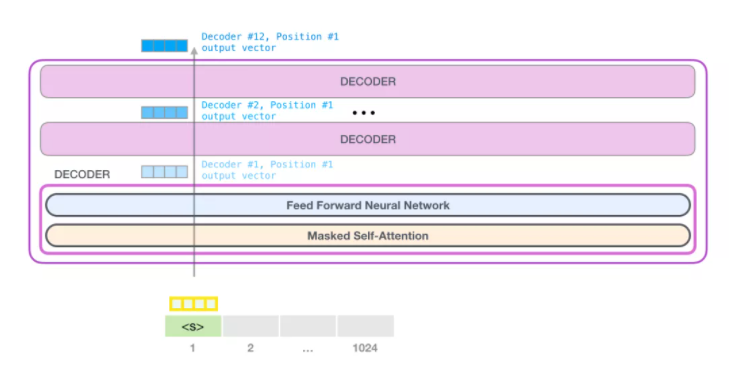 Decoder #12, Position #1
output vector
DECODER
Decoder #2, Position #1
output vector
...
DECODER
Decoder #1, Position #1
output vector
DECODER
Feed Forward Neural Network
Masked Self-Attention
<S>
1 2 ... 1024